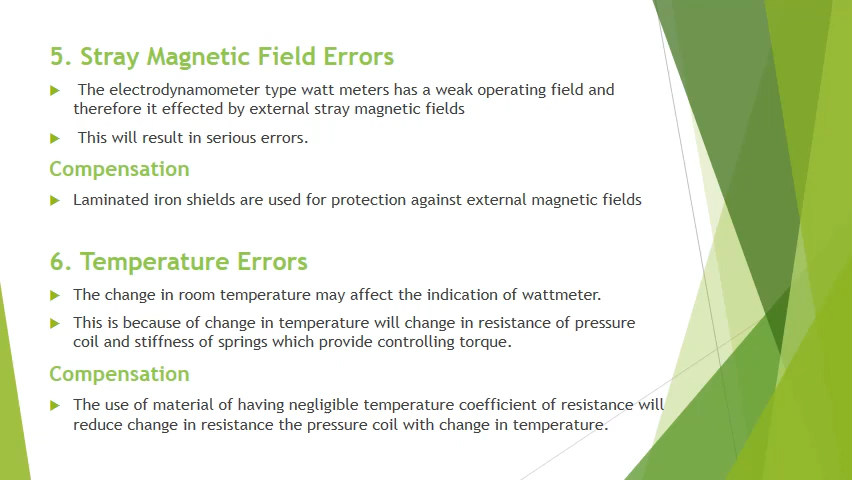 5. Stray Magnetic Field Errors
The electrodynamometer type watt meters has a weak operating field and
therefore it effected by external stray magnetic fields
This will result in serious errors.
Compensation
Laminated iron shields are used for protection against external magnetic fields
6. Temperature Errors
The change in room temperature may affect the indication of wattmeter.
This is because of change in temperature will change in resistance of pressure
coil and stiffness of springs which provide controlling torque.
Compensation
The use of material of having negligible temperature coefficient of resistance will
reduce change in resistance the pressure coil with change in temperature.